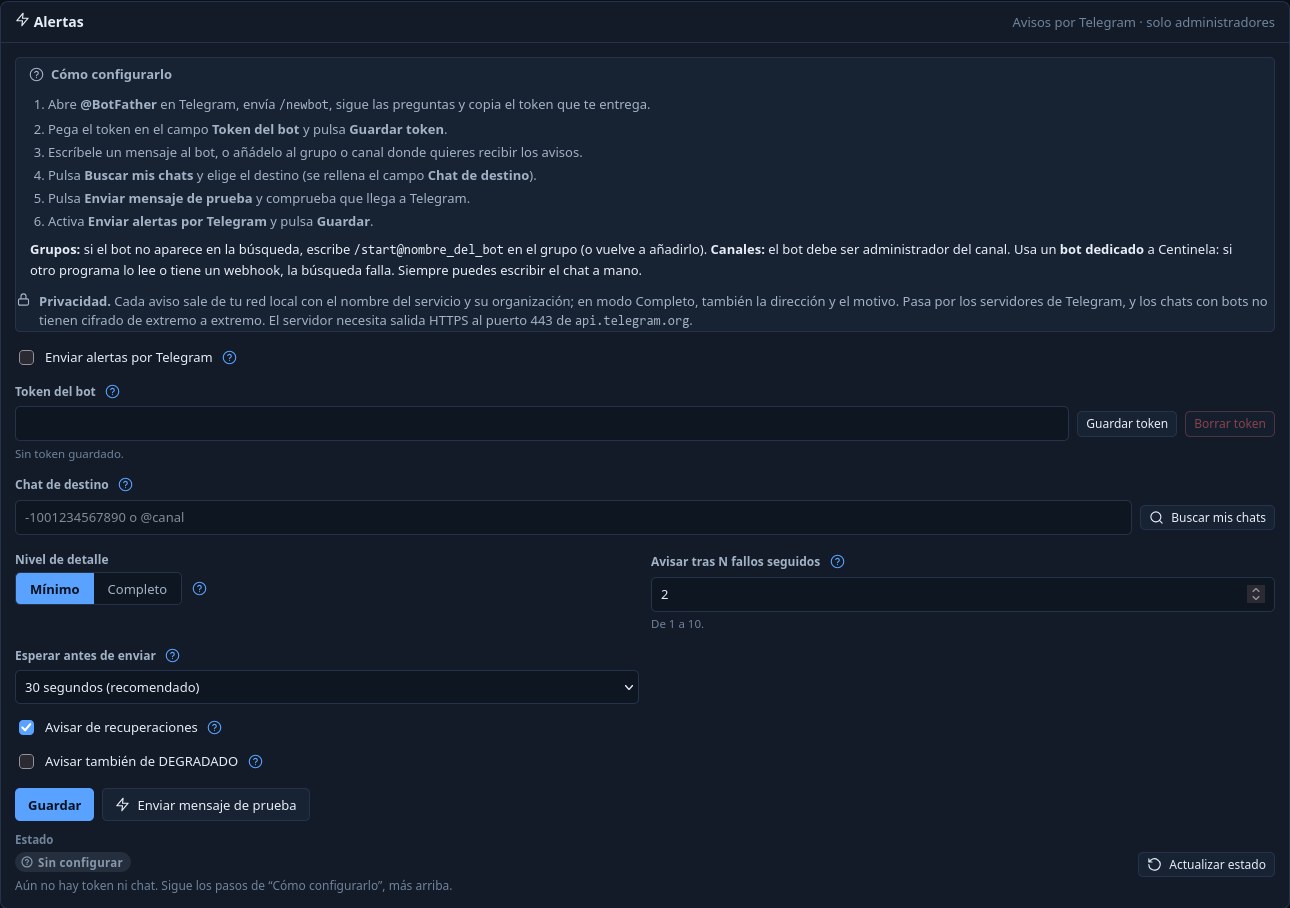 Alertas
Avisos por Telegram · solo administradores
Cómo configurarlo
1. Abre @BotFather en Telegram, envía /newbot, sigue las preguntas y copia el token que te entrega.
2. Pega el token en el campo Token del bot y pulsa Guardar token.
3. Escríbele un mensaje al bot, o añádelo al grupo o canal donde quieres recibir los avisos.
4. Pulsa Buscar mis chats y elige el destino (se rellena el campo Chat de destino).
5. Pulsa Enviar mensaje de prueba y comprueba que llega a Telegram.
6. Activa Enviar alertas por Telegram y pulsa Guardar.
Grupos: si el bot no aparece en la búsqueda, escribe /start@nombre_del_bot en el grupo (o vuelve a añadirlo). Canales: el bot debe ser administrador del canal. Usa un bot dedicado a Centinela: si
otro programa lo lee o tiene un webhook, la búsqueda falla. Siempre puedes escribir el chat a mano.
Privacidad. Cada aviso sale de tu red local con el nombre del servicio y su organización; en modo Completo, también la dirección y el motivo. Pasa por los servidores de Telegram, y los chats con bots no
tienen cifrado de extremo a extremo. El servidor necesita salida HTTPS al puerto 443 de api.telegram.org.
Enviar alertas por Telegram
Token del bot
Guardar token
Borrar token
Sin token guardado.
Chat de destino
-1001234567890 o @canal
Buscar mis chats
Nivel de detalle
Mínimo
Completo
Avisar tras N fallos seguidos
2
De 1 a 10.
Esperar antes de enviar
30 segundos (recomendado)
Avisar de recuperaciones
Avisar también de DEGRADADO
Guardar
Enviar mensaje de prueba
Estado
Sin configurar
Actualizar estado
Aún no hay token ni chat. Sigue los pasos de “Cómo configurarlo”, más arriba.